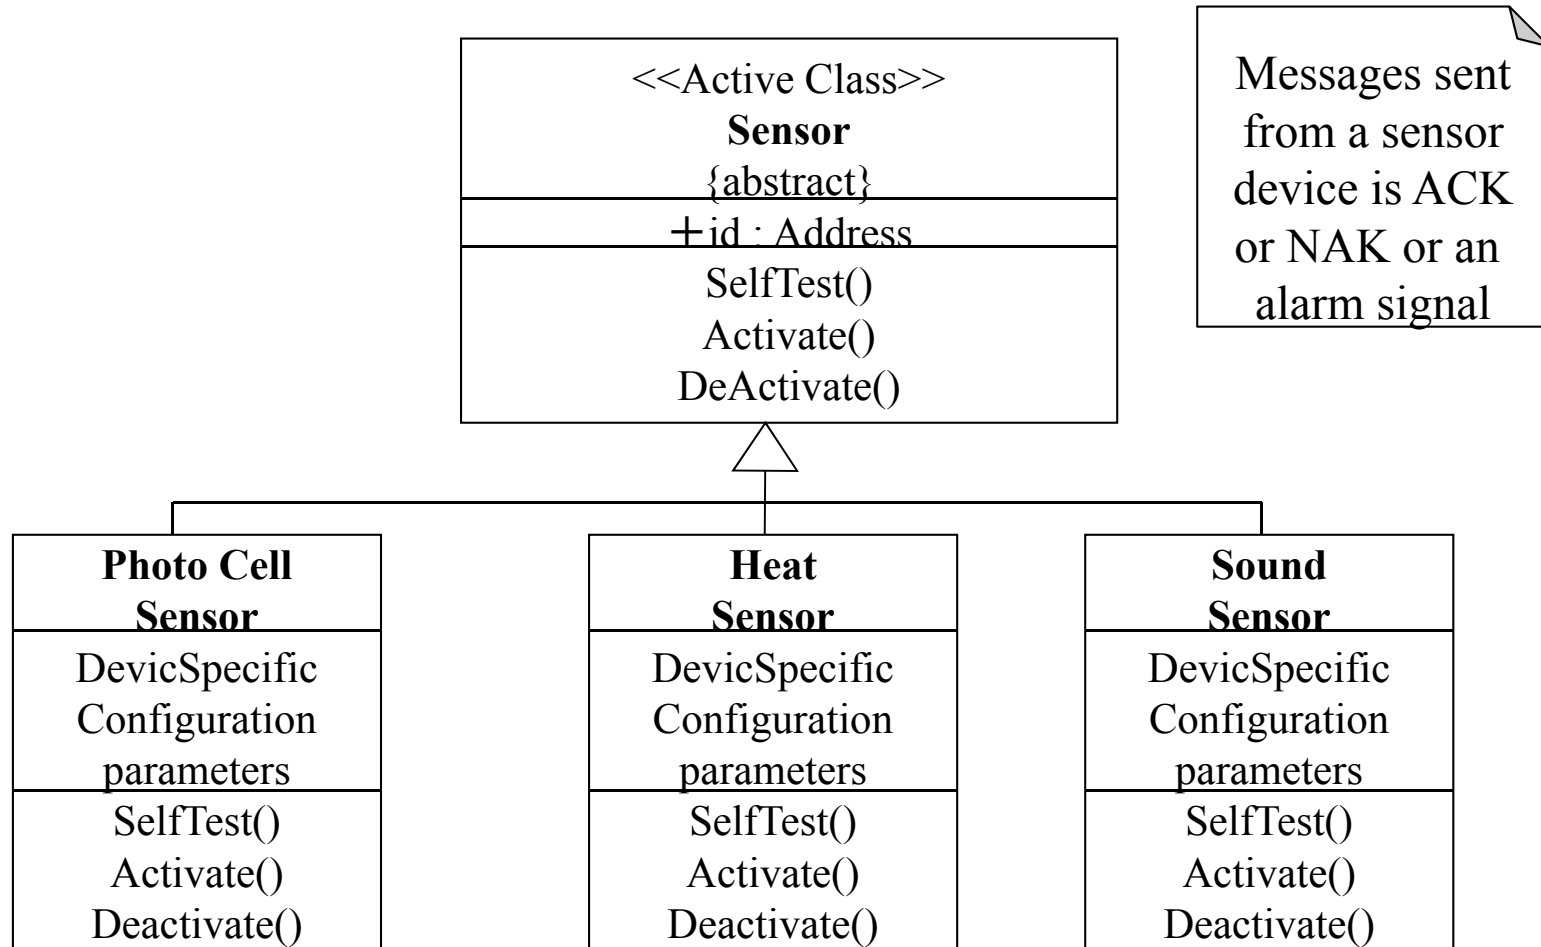 <<Active Class>>
Sensor
{abstract}
+id : Address
SelfTest()
Activate()
DeActivate()
Messages sent
from a sensor
device is ACK
or NAK or an
alarm signal
Photo Cell
Sensor
DevicSpecific
Configuration
parameters
SelfTest()
Activate()
Deactivate()
Heat
Sensor
DevicSpecific
Configuration
parameters
SelfTest()
Activate()
Deactivate()
Sound
Sensor
DevicSpecific
Configuration
parameters
SelfTest()
Activate()
Deactivate()